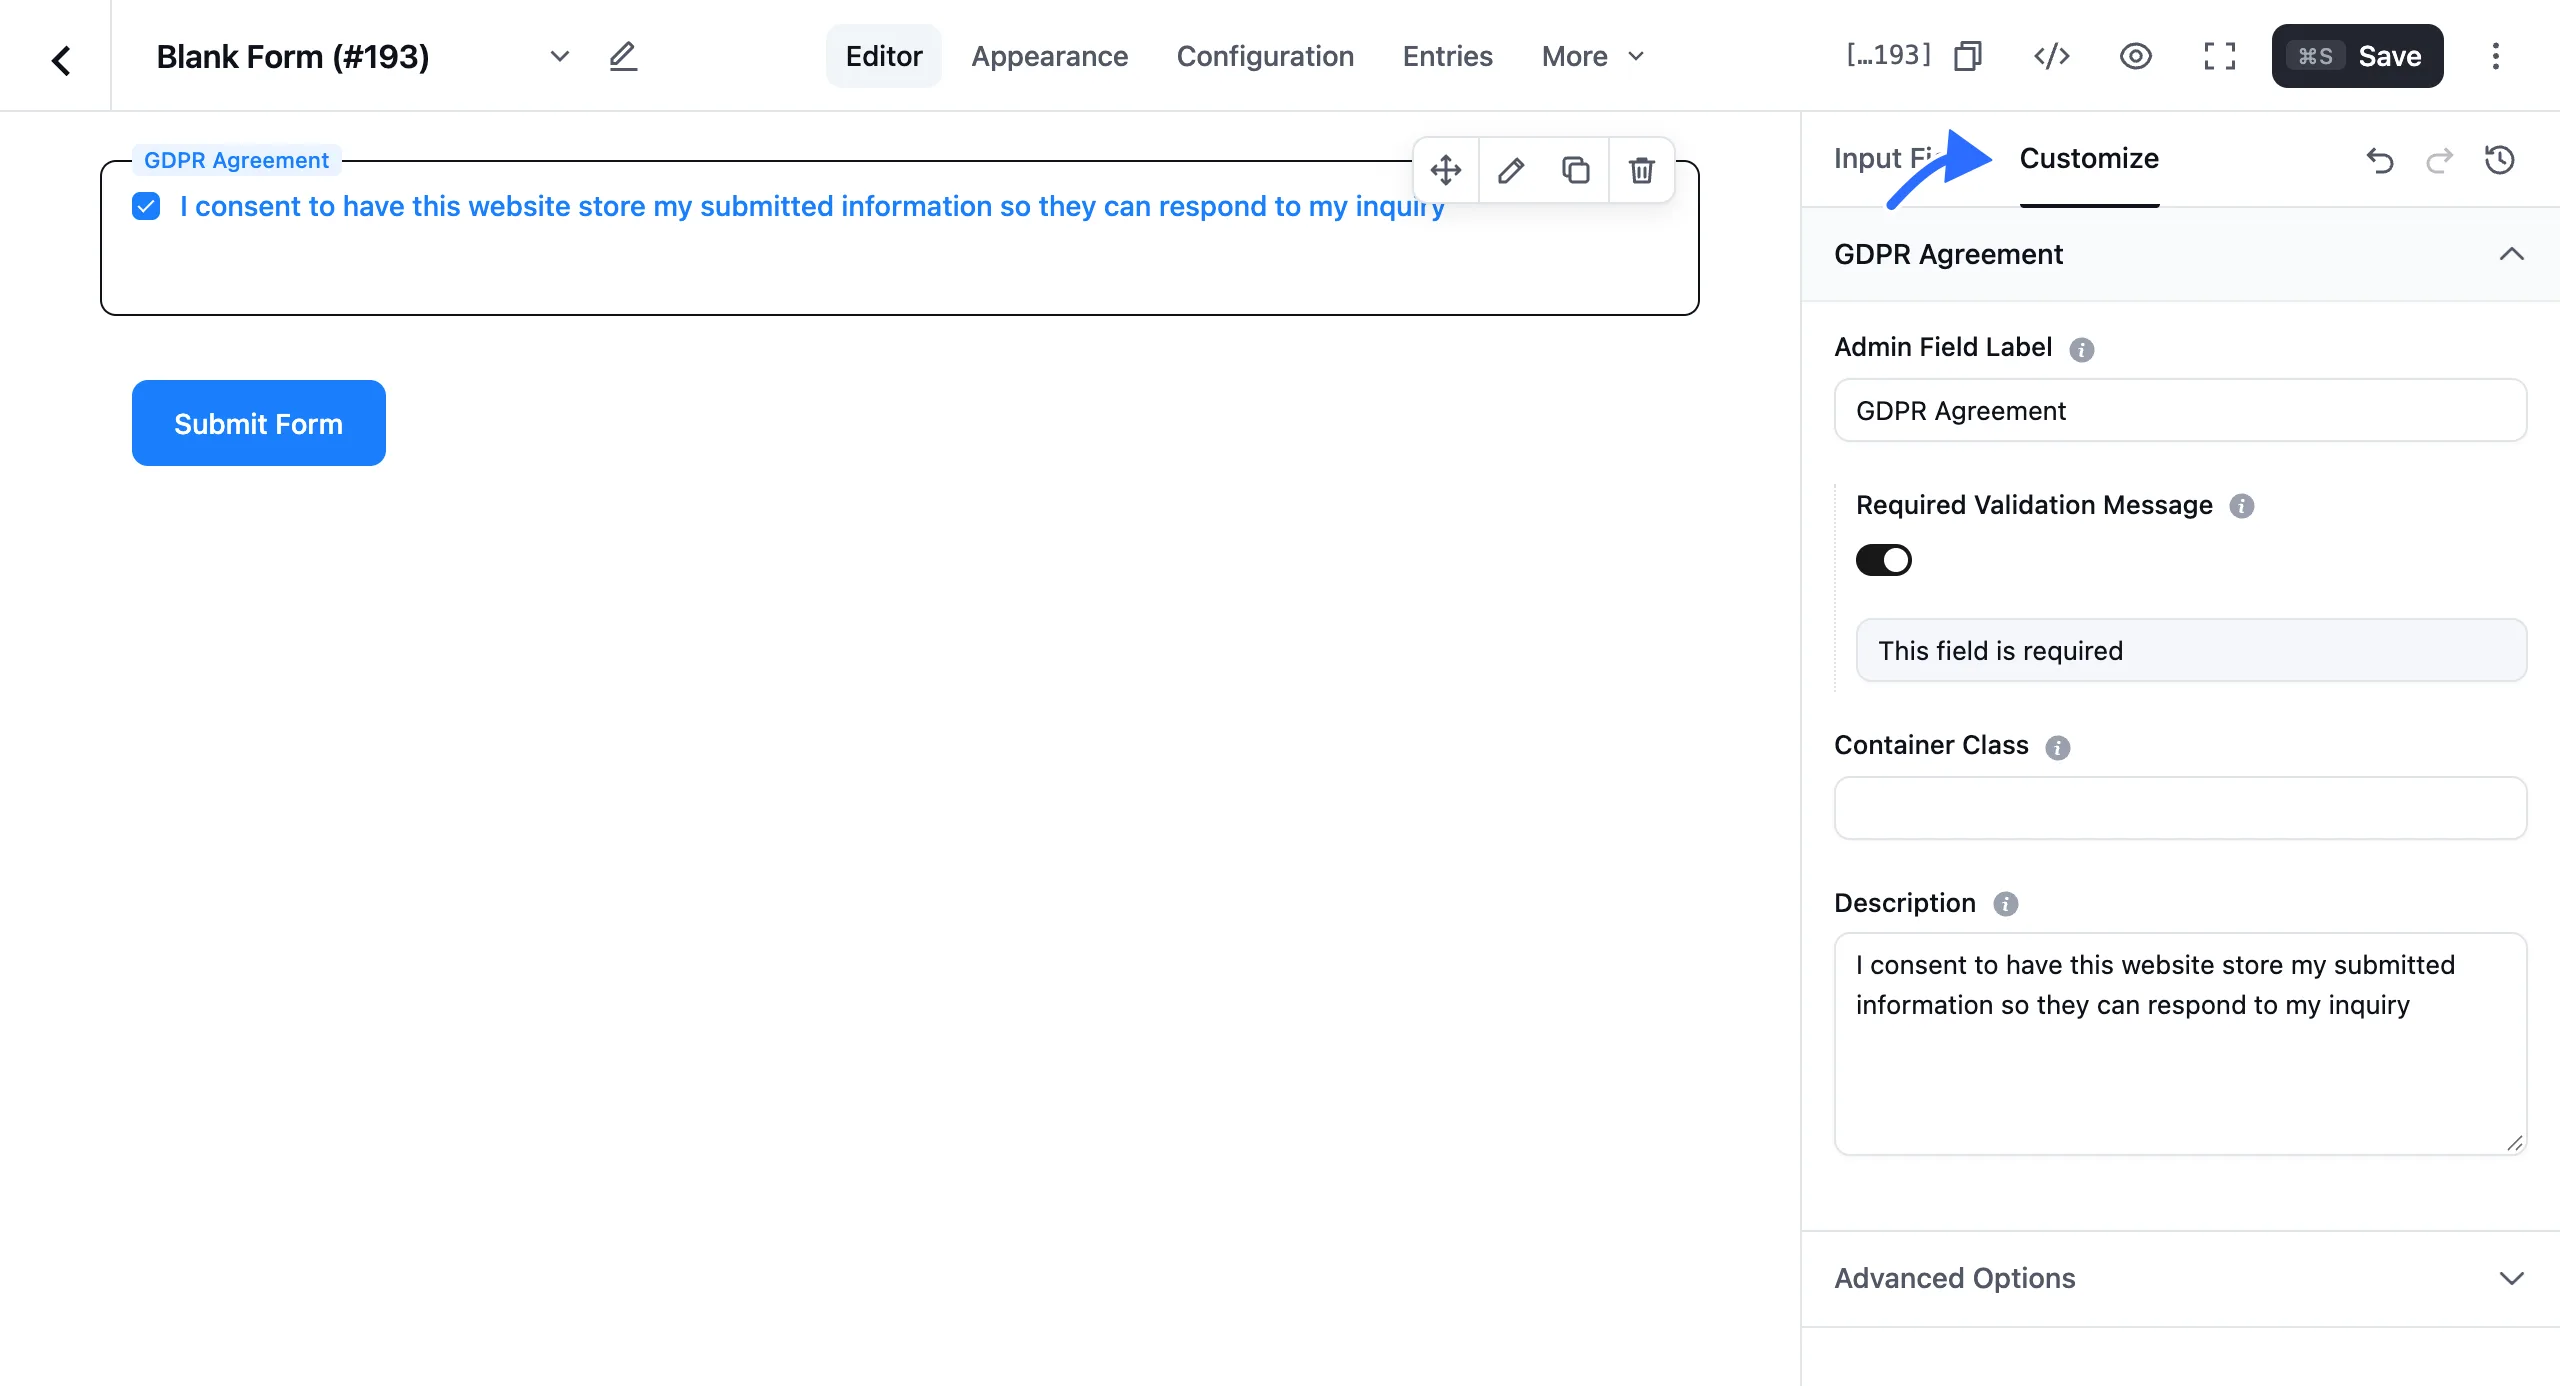 Blank Form (#193)
Editor
Appearance
Configuration
Entries
More
[...193]
⌘S Save
GDPR Agreement
I consent to have this website store my submitted information so they can respond to my inquiry
Submit Form
Input
Customize
GDPR Agreement
Admin Field Label
GDPR Agreement
Required Validation Message
This field is required
Container Class
Description
I consent to have this website store my submitted
information so they can respond to my inquiry
Advanced Options